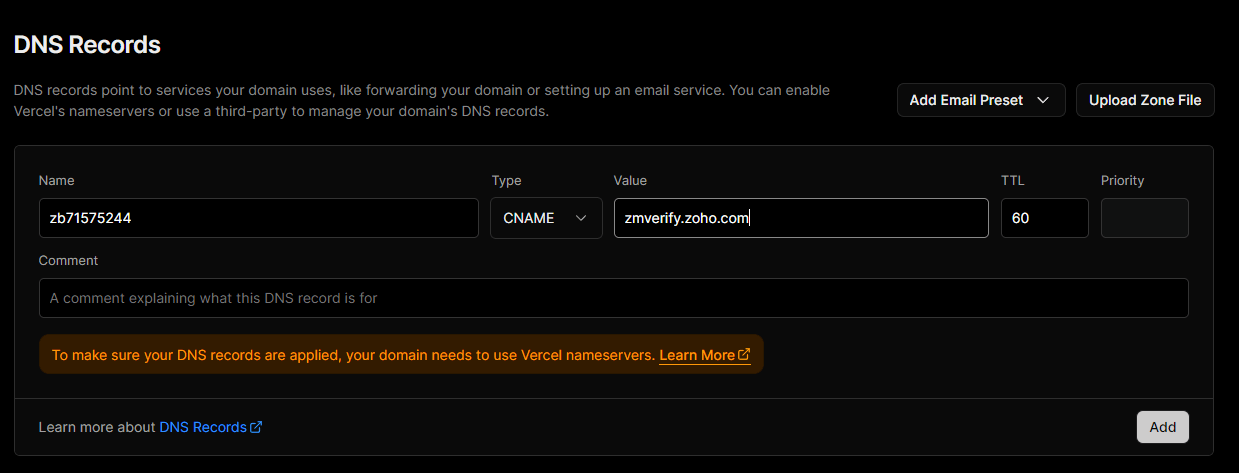 DNS Records
DNS records point to services your domain uses, like forwarding your domain or setting up an email service. You can enable
Vercel's nameservers or use a third-party to manage your domain's DNS records.
Add Email Preset
Upload Zone File
Name
Type
Value
TTL
Priority
zb71575244
CNAME
zmverify.zoho.com
60
Comment
A comment explaining what this DNS record is for
To make sure your DNS records are applied, your domain needs to use Vercel nameservers. Learn More
Learn more about DNS Records
Add